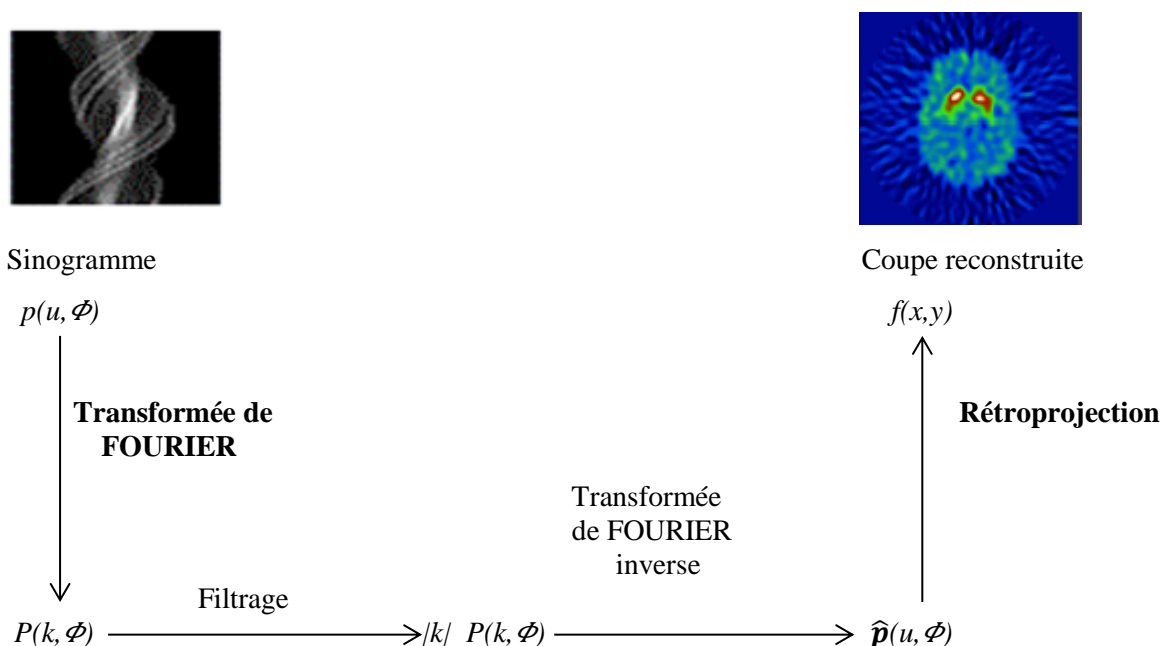 Sinogramme
Coupe reconstruite
p(u,Φ)
f(x,y)
Transformée de
FOURIER
Rétroprojection
Transformée
de FOURIER
inverse
Filtrage
P(k,Φ)
|k| P(k,Φ)
p̂(u,Φ)